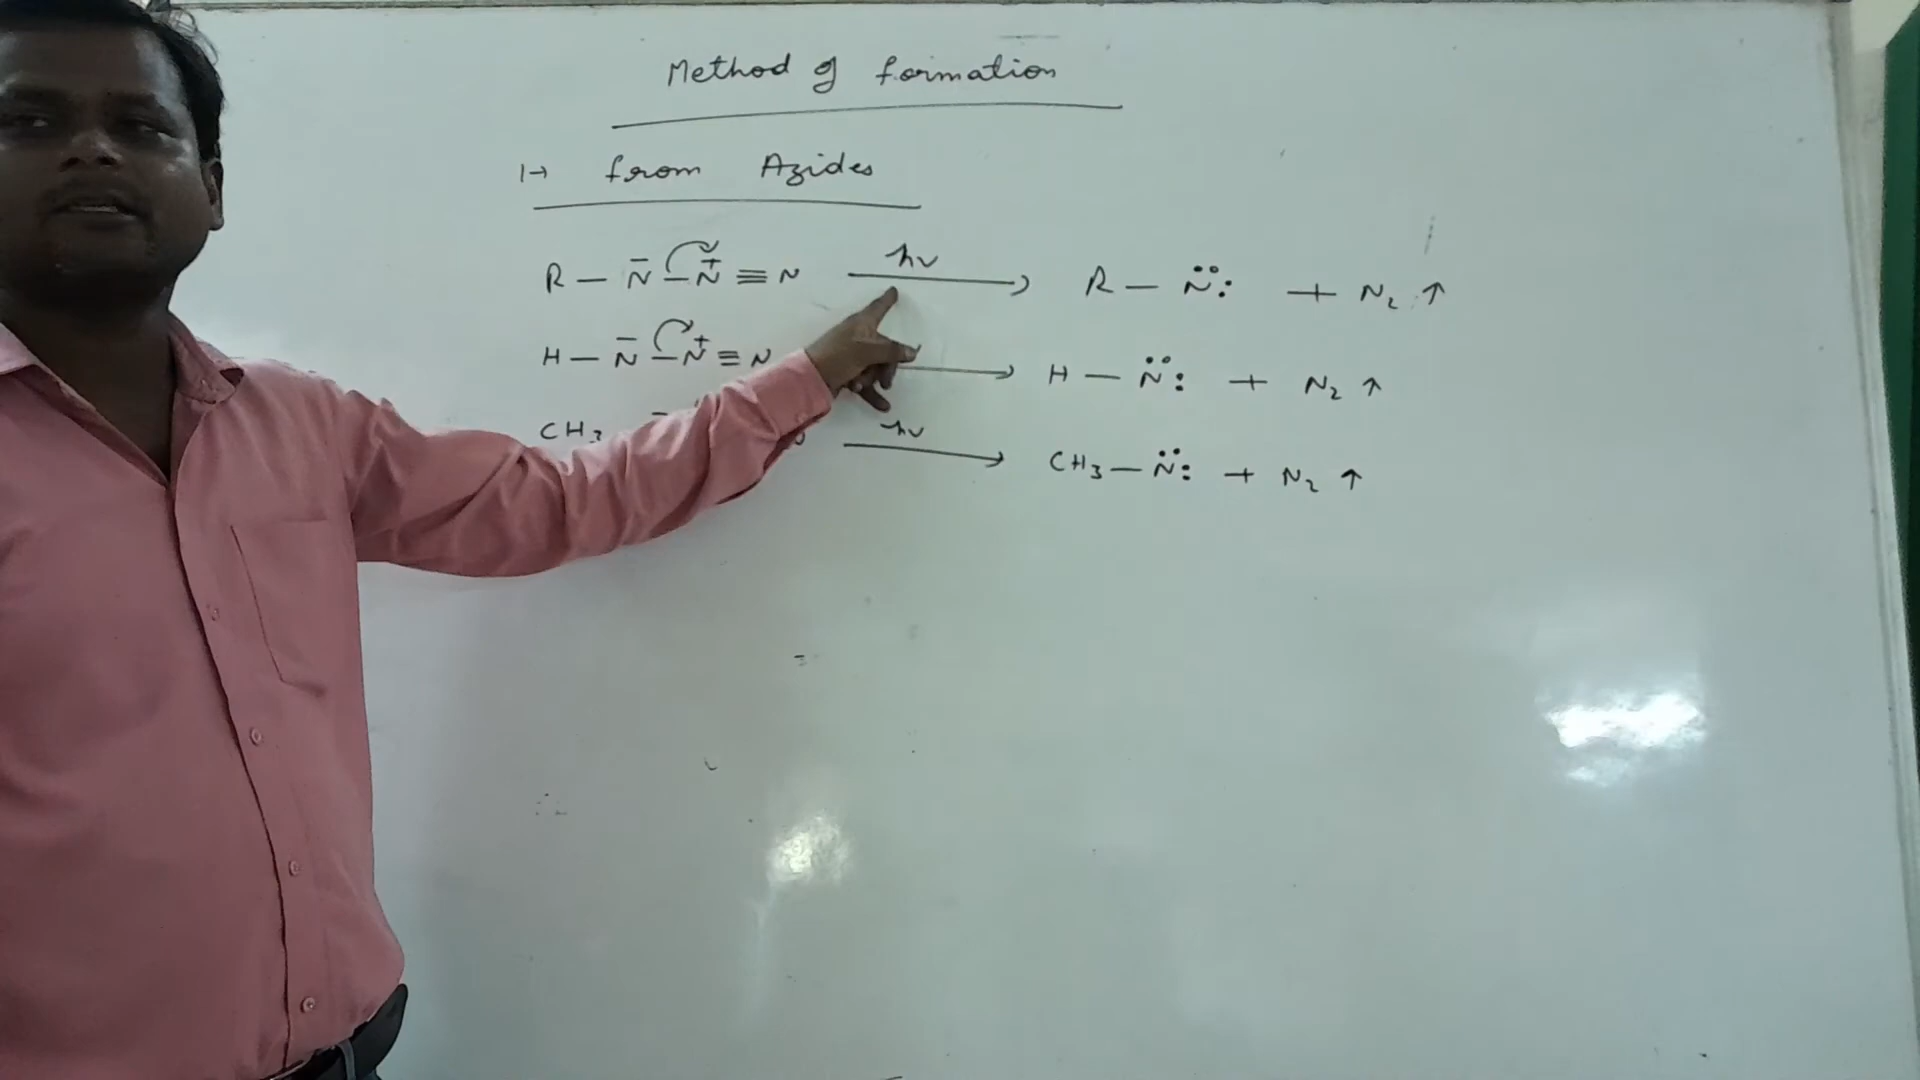 Method of formation
1→ from Azides
R — N̄ — N⁺ ≡ N hν → R — N̈: + N₂ ↑
H — N̄ — N⁺ ≡ N → H — N̈: + N₂ ↑
CH₃ hν → CH₃ — N̈: + N₂ ↑